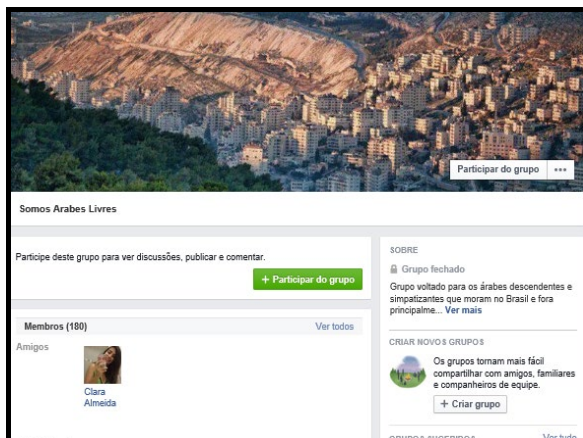 Participar do grupo
Somos Arabes Livres
Participe deste grupo para ver discussões, publicar e comentar.
+ Participar do grupo
Membros (180)
Ver todos
Amigos
Clara
Almeida
SOBRE
Grupo fechado
Grupo voltado para os árabes descendentes e
simpatizantes que moram no Brasil e fora
principalme... Ver mais
CRIAR NOVOS GRUPOS
Os grupos tornam mais fácil
compartilhar com amigos, familiares
e companheiros de equipe.
+ Criar grupo
GRUPOS SUGERIDOS
Ver tudo